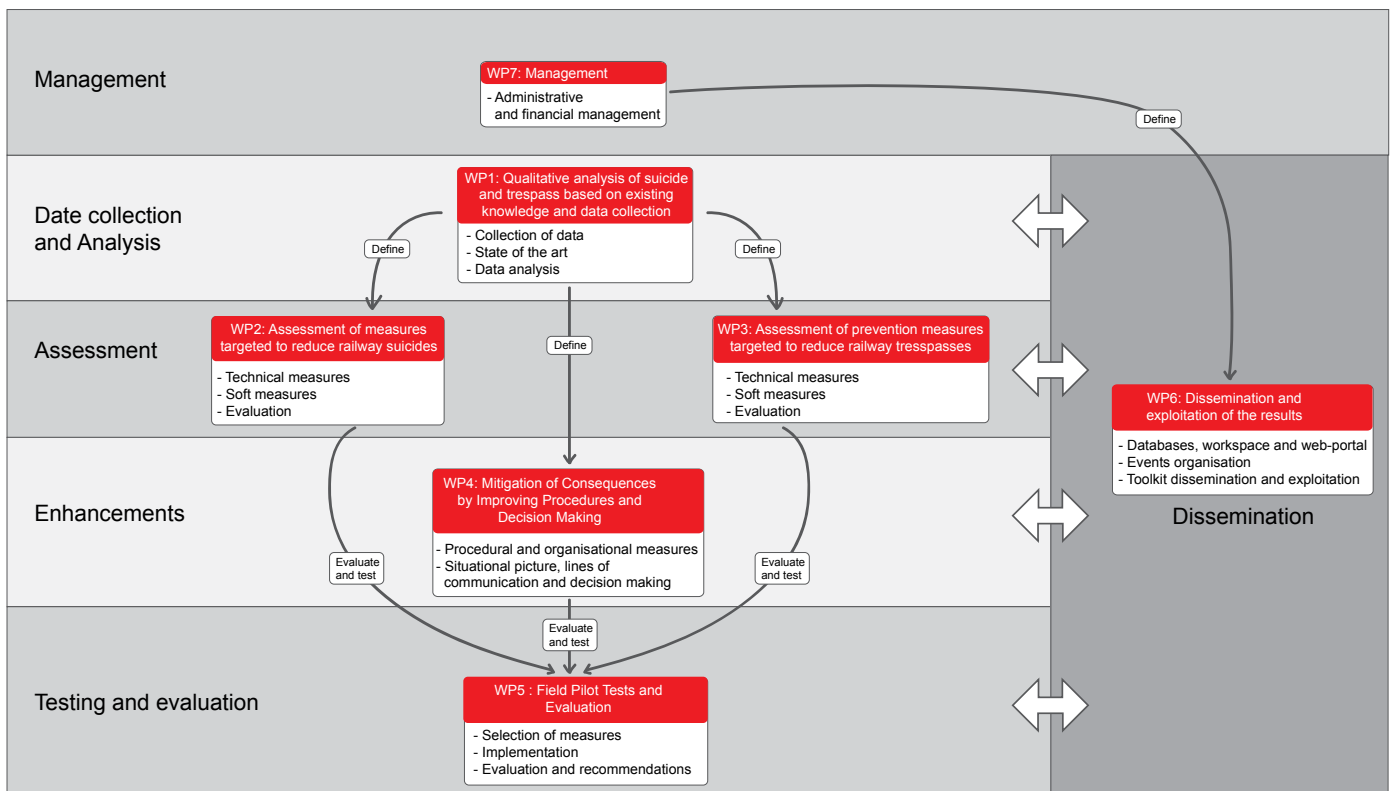 Management
WP7: Management
- Administrative
and financial management
Define
Date collection
and Analysis
WP1: Qualitative analysis of suicide
and trespass based on existing
knowledge and data collection
- Collection of data
- State of the art
- Data analysis
Define
Define
Assessment
WP2: Assessment of measures
targeted to reduce railway suicides
- Technical measures
- Soft measures
- Evaluation
Define
WP3: Assessment of prevention measures
targeted to reduce railway tresspasses
- Technical measures
- Soft measures
- Evaluation
WP6: Dissemination and
exploitation of the results
- Databases, workspace and web-portal
- Events organisation
- Toolkit dissemination and exploitation
Dissemination
Enhancements
WP4: Mitigation of Consequences
by Improving Procedures and
Decision Making
- Procedural and organisational measures
- Situational picture, lines of
communication and decision making
Evaluate
and test
Evaluate
and test
Evaluate
and test
Testing and evaluation
WP5 : Field Pilot Tests and
Evaluation
- Selection of measures
- Implementation
- Evaluation and recommendations